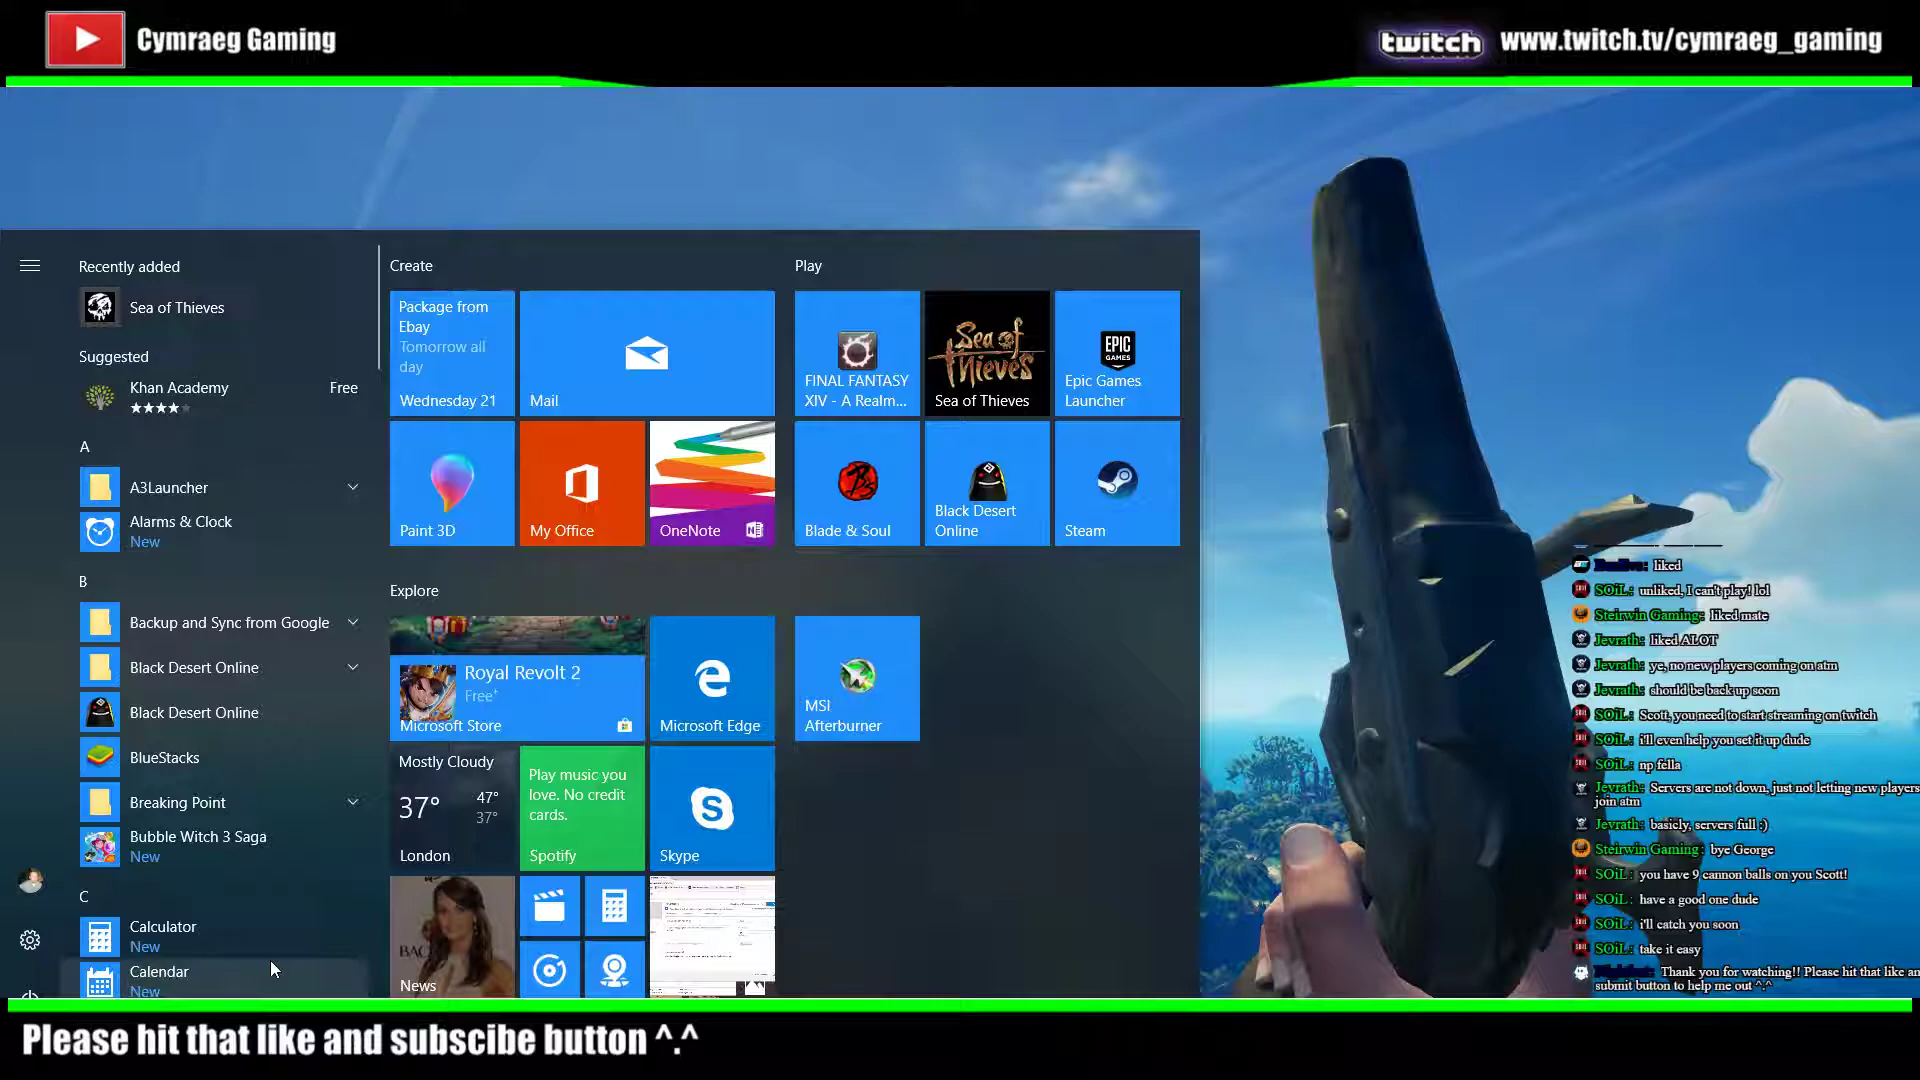 Cymraeg Gaming
twitch
www.twitch.tv/cymraeg_gaming
Recently added
Sea of Thieves
Suggested
Khan Academy
Free
A
A3Launcher
Alarms & Clock
New
B
Backup and Sync from Google
Black Desert Online
Black Desert Online
BlueStacks
Breaking Point
Bubble Witch 3 Saga
New
C
Calculator
New
Calendar
New
Create
Package from
Ebay
Tomorrow all
day
Wednesday 21
Mail
Paint 3D
My Office
OneNote
Explore
Royal Revolt 2
Free+
Microsoft Store
Microsoft Edge
Mostly Cloudy
37°
47°
37°
London
Play music you
love. No credit
cards.
Spotify
Skype
News
Play
FINAL FANTASY
XIV - A Realm...
Sea of Thieves
Sea of Thieves
EPIC
GAMES
Epic Games
Launcher
Blade & Soul
Black Desert
Online
Steam
MSI
Afterburner
liked
SOiL: unliked, I can't play! lol
Steirwin Gaming: liked mate
Jevrath: liked ALOT
Jevrath: ye, no new players coming on atm
Jevrath: should be back up soon
SOiL: Scott, you need to start streaming on twitch
SOiL: i'll even help you set it up dude
SOiL: np fella
Jevrath: Servers are not down, just not letting new players
join atm
Jevrath: basicly, servers full :)
Steirwin Gaming: bye George
SOiL: you have 9 cannon balls on you Scott!
SOiL: have a good one dude
SOiL: i'll catch you soon
SOiL: take it easy
Thank you for watching!! Please hit that like an
submit button to help me out ^.^
Please hit that like and subscibe button ^.^